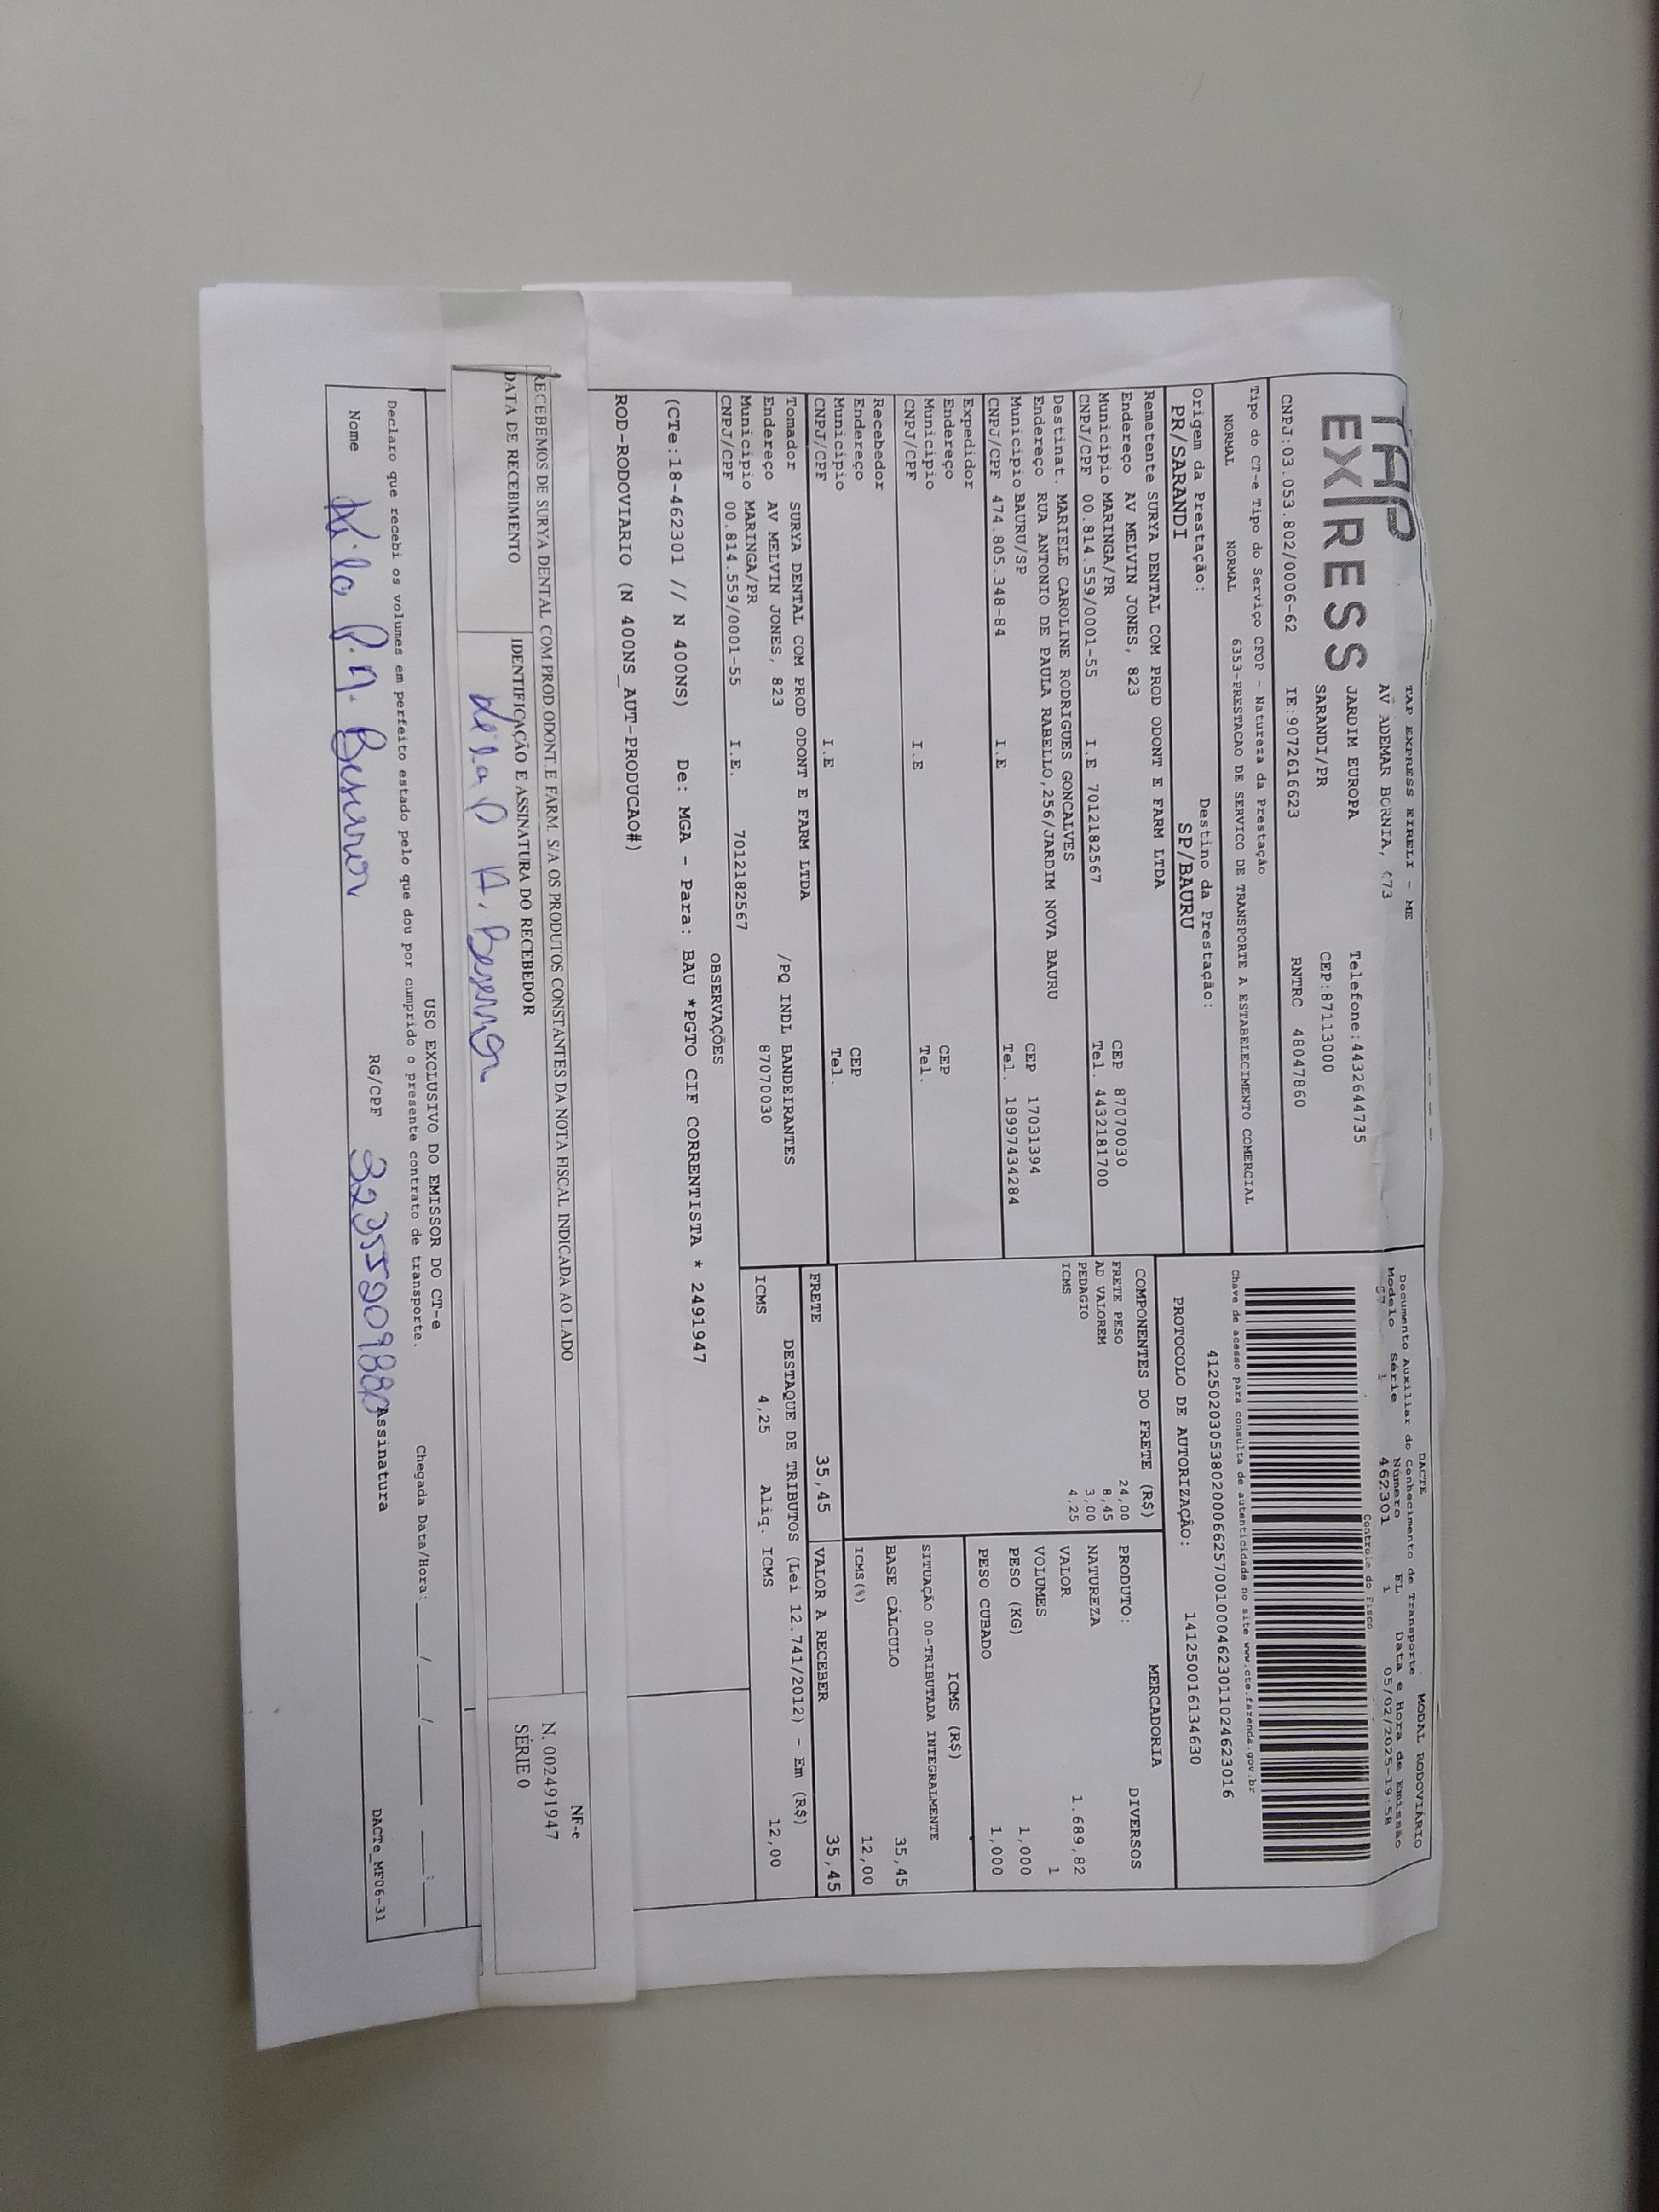 TAP
EXPRESS
TAP EXPRESS EIRELI - ME
AV ADEMAR BORNIA, 673
JARDIM EUROPA
SARANDI/PR
Telefone:4432644735
CEP:87113000
CNPJ:03.053.802/0006-62 IE:9072616623 RNTRC 48047860
DACTE
MODAL RODOVIÁRIO
Documento Auxiliar do Conhecimento de Transporte
Modelo Série Número FL Data e Hora de Emissão
57 1 462301 1 05/02/2025-19:58
Controle do Fisco
Chave de acesso para consulta de autenticidade no site www.cte.fazenda.gov.br
41250203053802000662570010004623011024623016
PROTOCOLO DE AUTORIZAÇÃO: 141250016134630
Tipo do CT-e Tipo do Serviço CFOP - Natureza da Prestação
NORMAL NORMAL 6353-PRESTACAO DE SERVICO DE TRANSPORTE A ESTABELECIMENTO COMERCIAL
Origem da Prestação: Destino da Prestação:
PR/SARANDI SP/BAURU
Remetente SURYA DENTAL COM PROD ODONT E FARM LTDA
Endereço AV MELVIN JONES, 823 CEP 87070030
Município MARINGA/PR Tel. 4432181700
CNPJ/CPF 00.814.559/0001-55 I.E 7012182567
Destinat. MARIELE CAROLINE RODRIGUES GONCALVES
Endereço RUA ANTONIO DE PAULA RABELLO,256/JARDIM NOVA BAURU CEP 17031394
Município BAURU/SP Tel. 18997434284
CNPJ/CPF 474.805.348-84 I.E
Expedidor
Endereço CEP
Município Tel.
CNPJ/CPF I.E
Recebedor
Endereço CEP
Município Tel.
CNPJ/CPF I.E
Tomador SURYA DENTAL COM PROD ODONT E FARM LTDA
Endereço AV MELVIN JONES, 823 /PQ INDL BANDEIRANTES
Município MARINGA/PR 87070030
CNPJ/CPF 00.814.559/0001-55 I.E. 7012182567
COMPONENTES DO FRETE (R$)
FRETE PESO 24,00
AD VALOREM 8,45
PEDAGIO 3,00
ICMS 4,25
MERCADORIA
PRODUTO: DIVERSOS
NATUREZA
VALOR 1.689,82
VOLUMES 1
PESO (KG) 1,000
PESO CUBADO 1,000
ICMS (R$)
SITUAÇÃO 00-TRIBUTADA INTEGRALMENTE
BASE CÁLCULO 35,45
ICMS(%) 12,00
FRETE 35,45 VALOR A RECEBER 35,45
DESTAQUE DE TRIBUTOS (Lei 12.741/2012) - Em (R$)
ICMS 4,25 Aliq. ICMS 12,00
OBSERVAÇÕES
(CTe:18-462301 // N 400NS) De: MGA - Para: BAU *PGTO CIF CORRENTISTA * 2491947
ROD-RODOVIARIO (N 400NS_AUT-PRODUCAO#)
RECEBEMOS DE SURYA DENTAL COM PROD.ODONT.E FARM. S/A OS PRODUTOS CONSTANTES DA NOTA FISCAL INDICADA AO LADO
DATA DE RECEBIMENTO IDENTIFICAÇÃO E ASSINATURA DO RECEBEDOR
NF-e
N. 002491947
SÉRIE 0
USO EXCLUSIVO DO EMISSOR DO CT-e
Declaro que recebi os volumes em perfeito estado pelo que dou por cumprido o presente contrato de transporte. Chegada Data/Hora: ____/____/____ ____:____
Nome RG/CPF Assinatura
DACTe_MF06-31